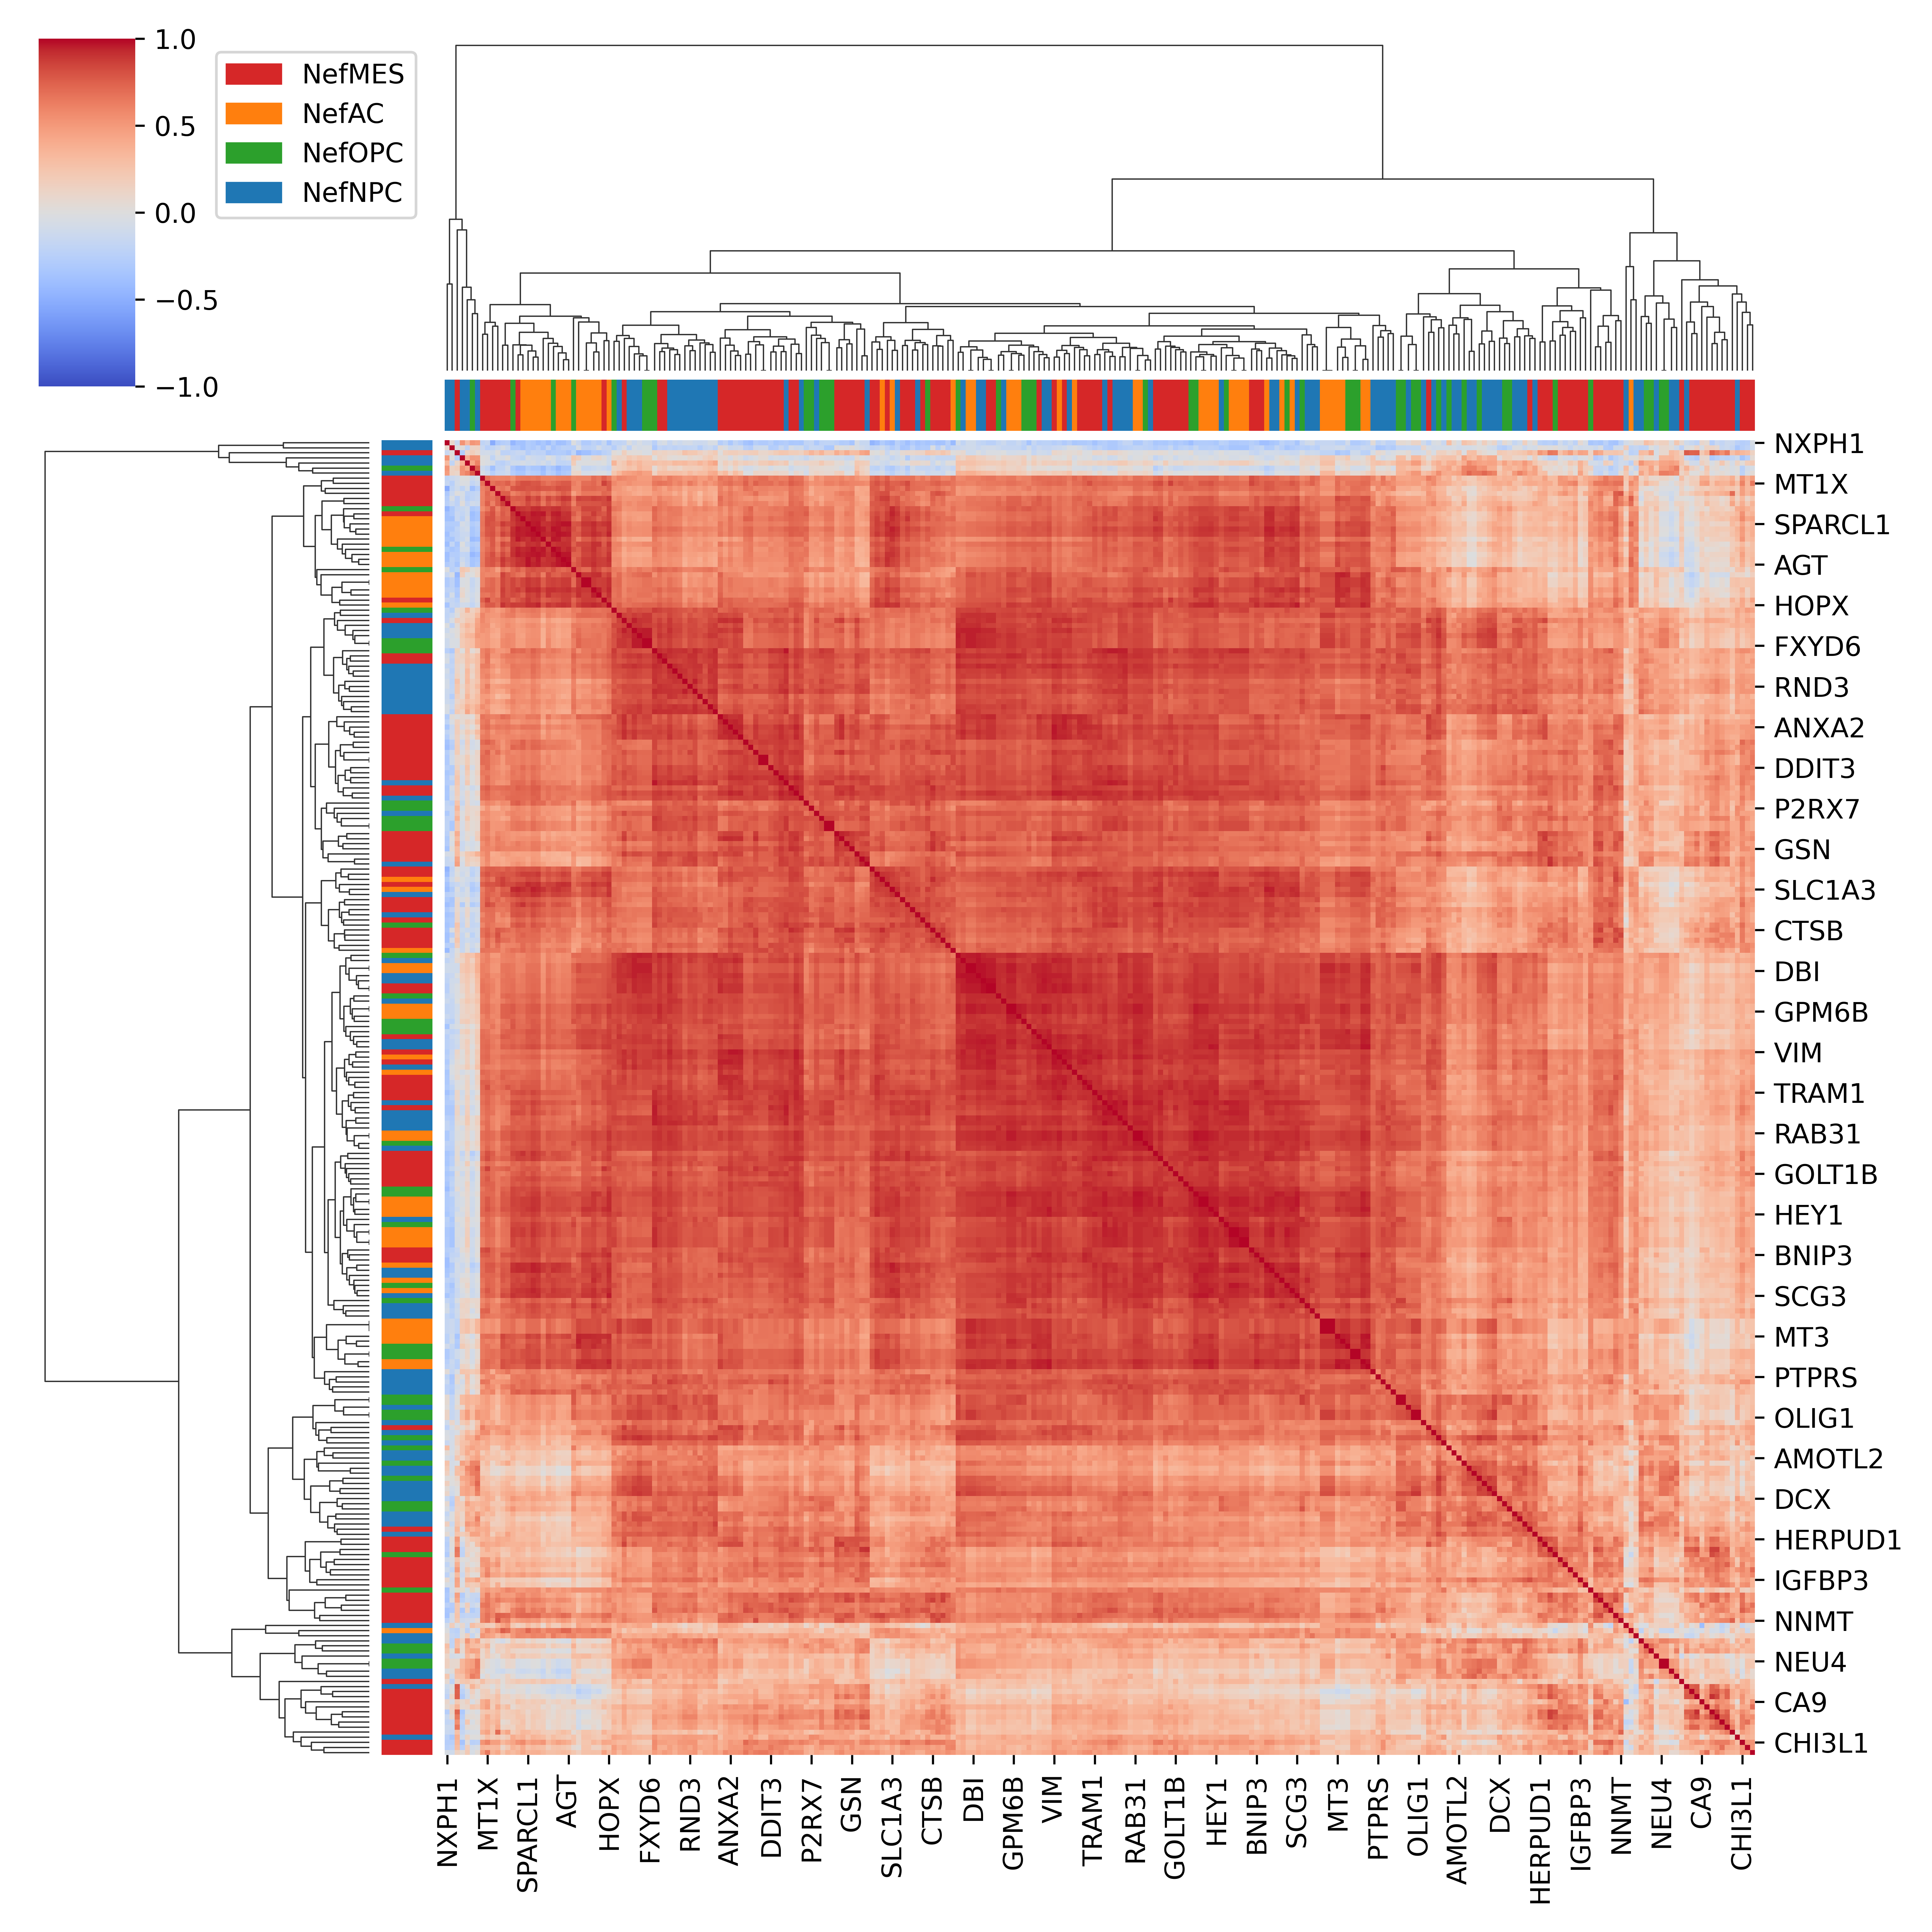 1.0
0.5
0.0
−0.5
−1.0
NefMES
NefAC
NefOPC
NefNPC
NXPH1
MT1X
SPARCL1
AGT
HOPX
FXYD6
RND3
ANXA2
DDIT3
P2RX7
GSN
SLC1A3
CTSB
DBI
GPM6B
VIM
TRAM1
RAB31
GOLT1B
HEY1
BNIP3
SCG3
MT3
PTPRS
OLIG1
AMOTL2
DCX
HERPUD1
IGFBP3
NNMT
NEU4
CA9
CHI3L1
NXPH1
MT1X
SPARCL1
AGT
HOPX
FXYD6
RND3
ANXA2
DDIT3
P2RX7
GSN
SLC1A3
CTSB
DBI
GPM6B
VIM
TRAM1
RAB31
GOLT1B
HEY1
BNIP3
SCG3
MT3
PTPRS
OLIG1
AMOTL2
DCX
HERPUD1
IGFBP3
NNMT
NEU4
CA9
CHI3L1